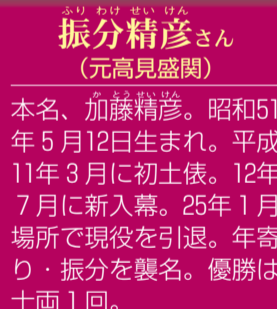 ふり わけ せい けん
振分精彦さん
（元高見盛関）
か とう せい けん
本名、加藤精彦。昭和51
年５月12日生まれ。平成
11年３月に初土俵。12年
７月に新入幕。25年１月
場所で現役を引退。年寄
り・振分を襲名。優勝は
十両１回。